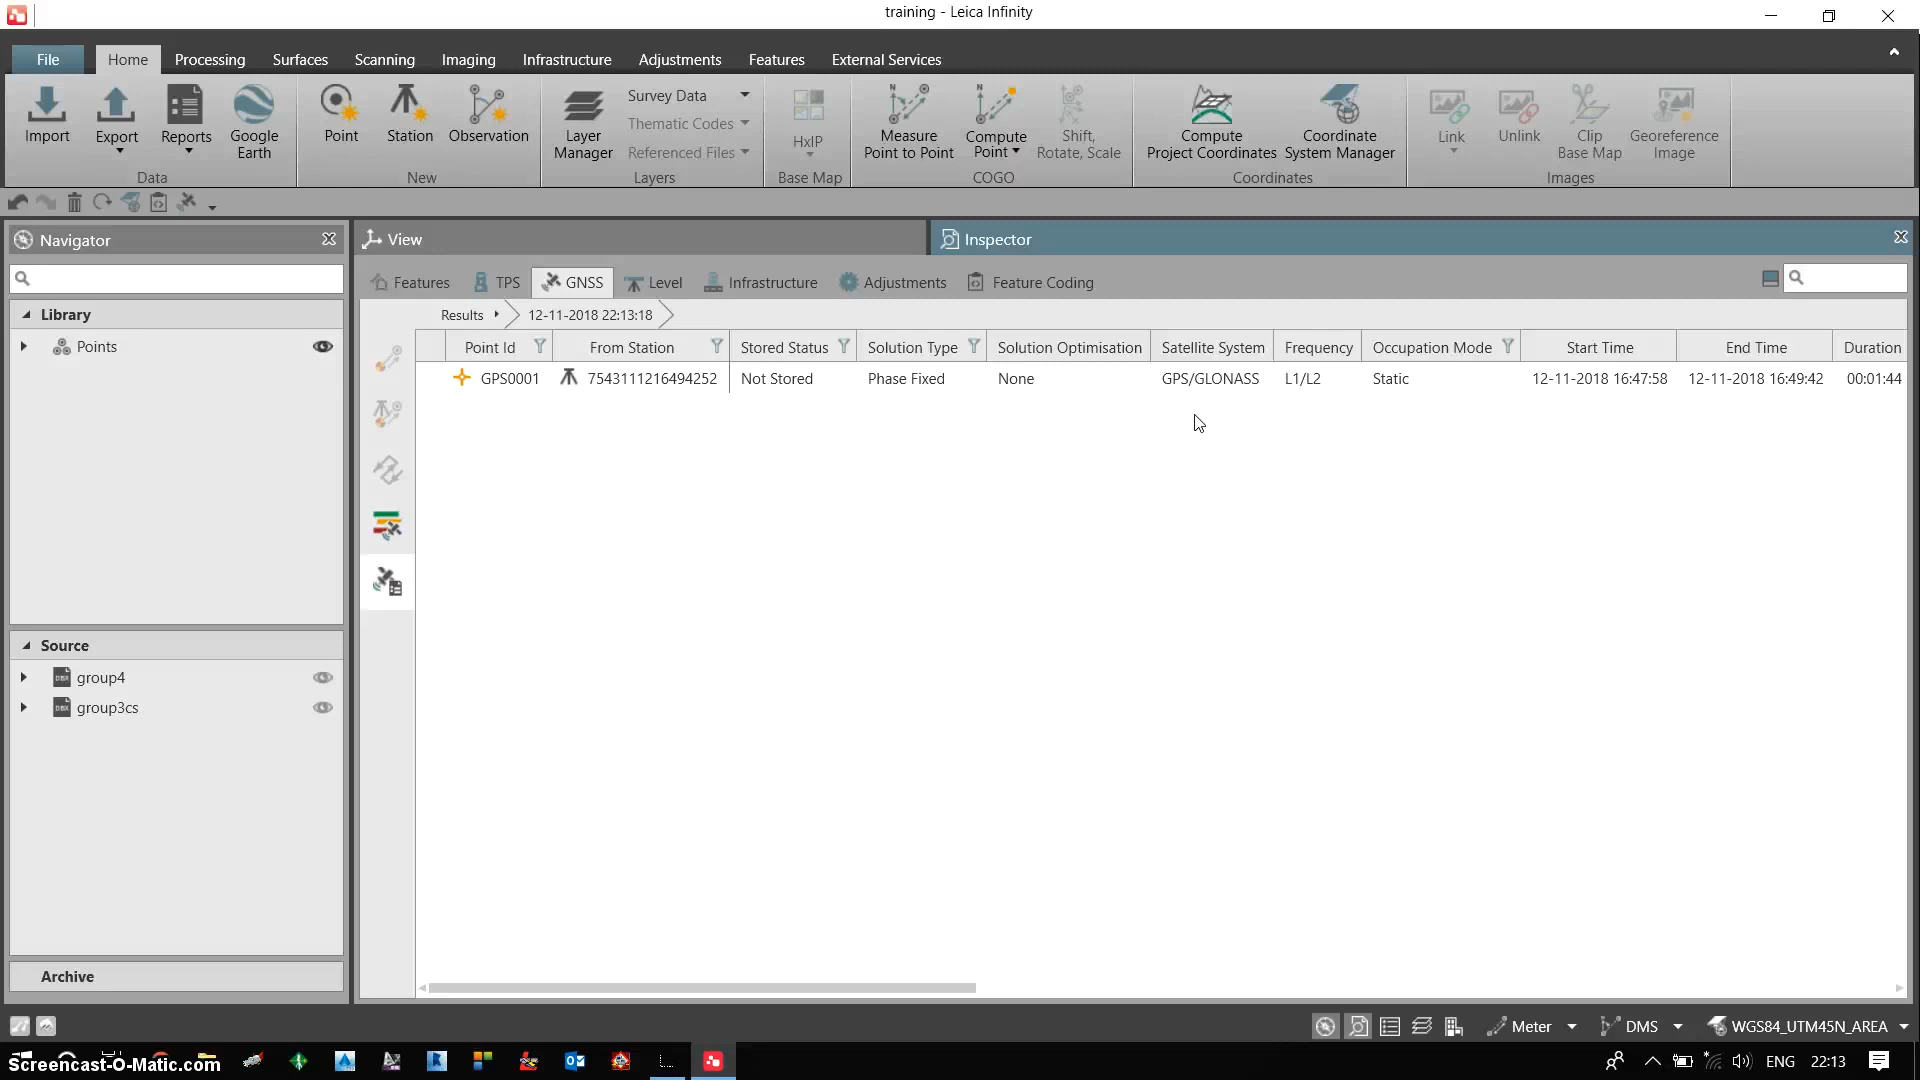 training - Leica Infinity
File Home Processing Surfaces Scanning Imaging Infrastructure Adjustments Features External Services
Import Export Reports Google Earth
Data
Point Station Observation
New
Layer Manager
Survey Data
Thematic Codes
Referenced Files
Layers
HxIP
Base Map
Measure Point to Point
Compute Point
Shift, Rotate, Scale
COGO
Compute Project Coordinates
Coordinate System Manager
Coordinates
Link Unlink Clip Base Map Georeference Image
Images
Navigator
View
Inspector
Features TPS GNSS Level Infrastructure Adjustments Feature Coding
Library
Points
Results 12-11-2018 22:13:18
Point Id From Station Stored Status Solution Type Solution Optimisation Satellite System Frequency Occupation Mode Start Time End Time Duration
GPS0001 7543111216494252 Not Stored Phase Fixed None GPS/GLONASS L1/L2 Static 12-11-2018 16:47:58 12-11-2018 16:49:42 00:01:44
Source
group4
group3cs
Archive
Meter DMS WGS84_UTM45N_AREA
Screencast-O-Matic.com
ENG 22:13